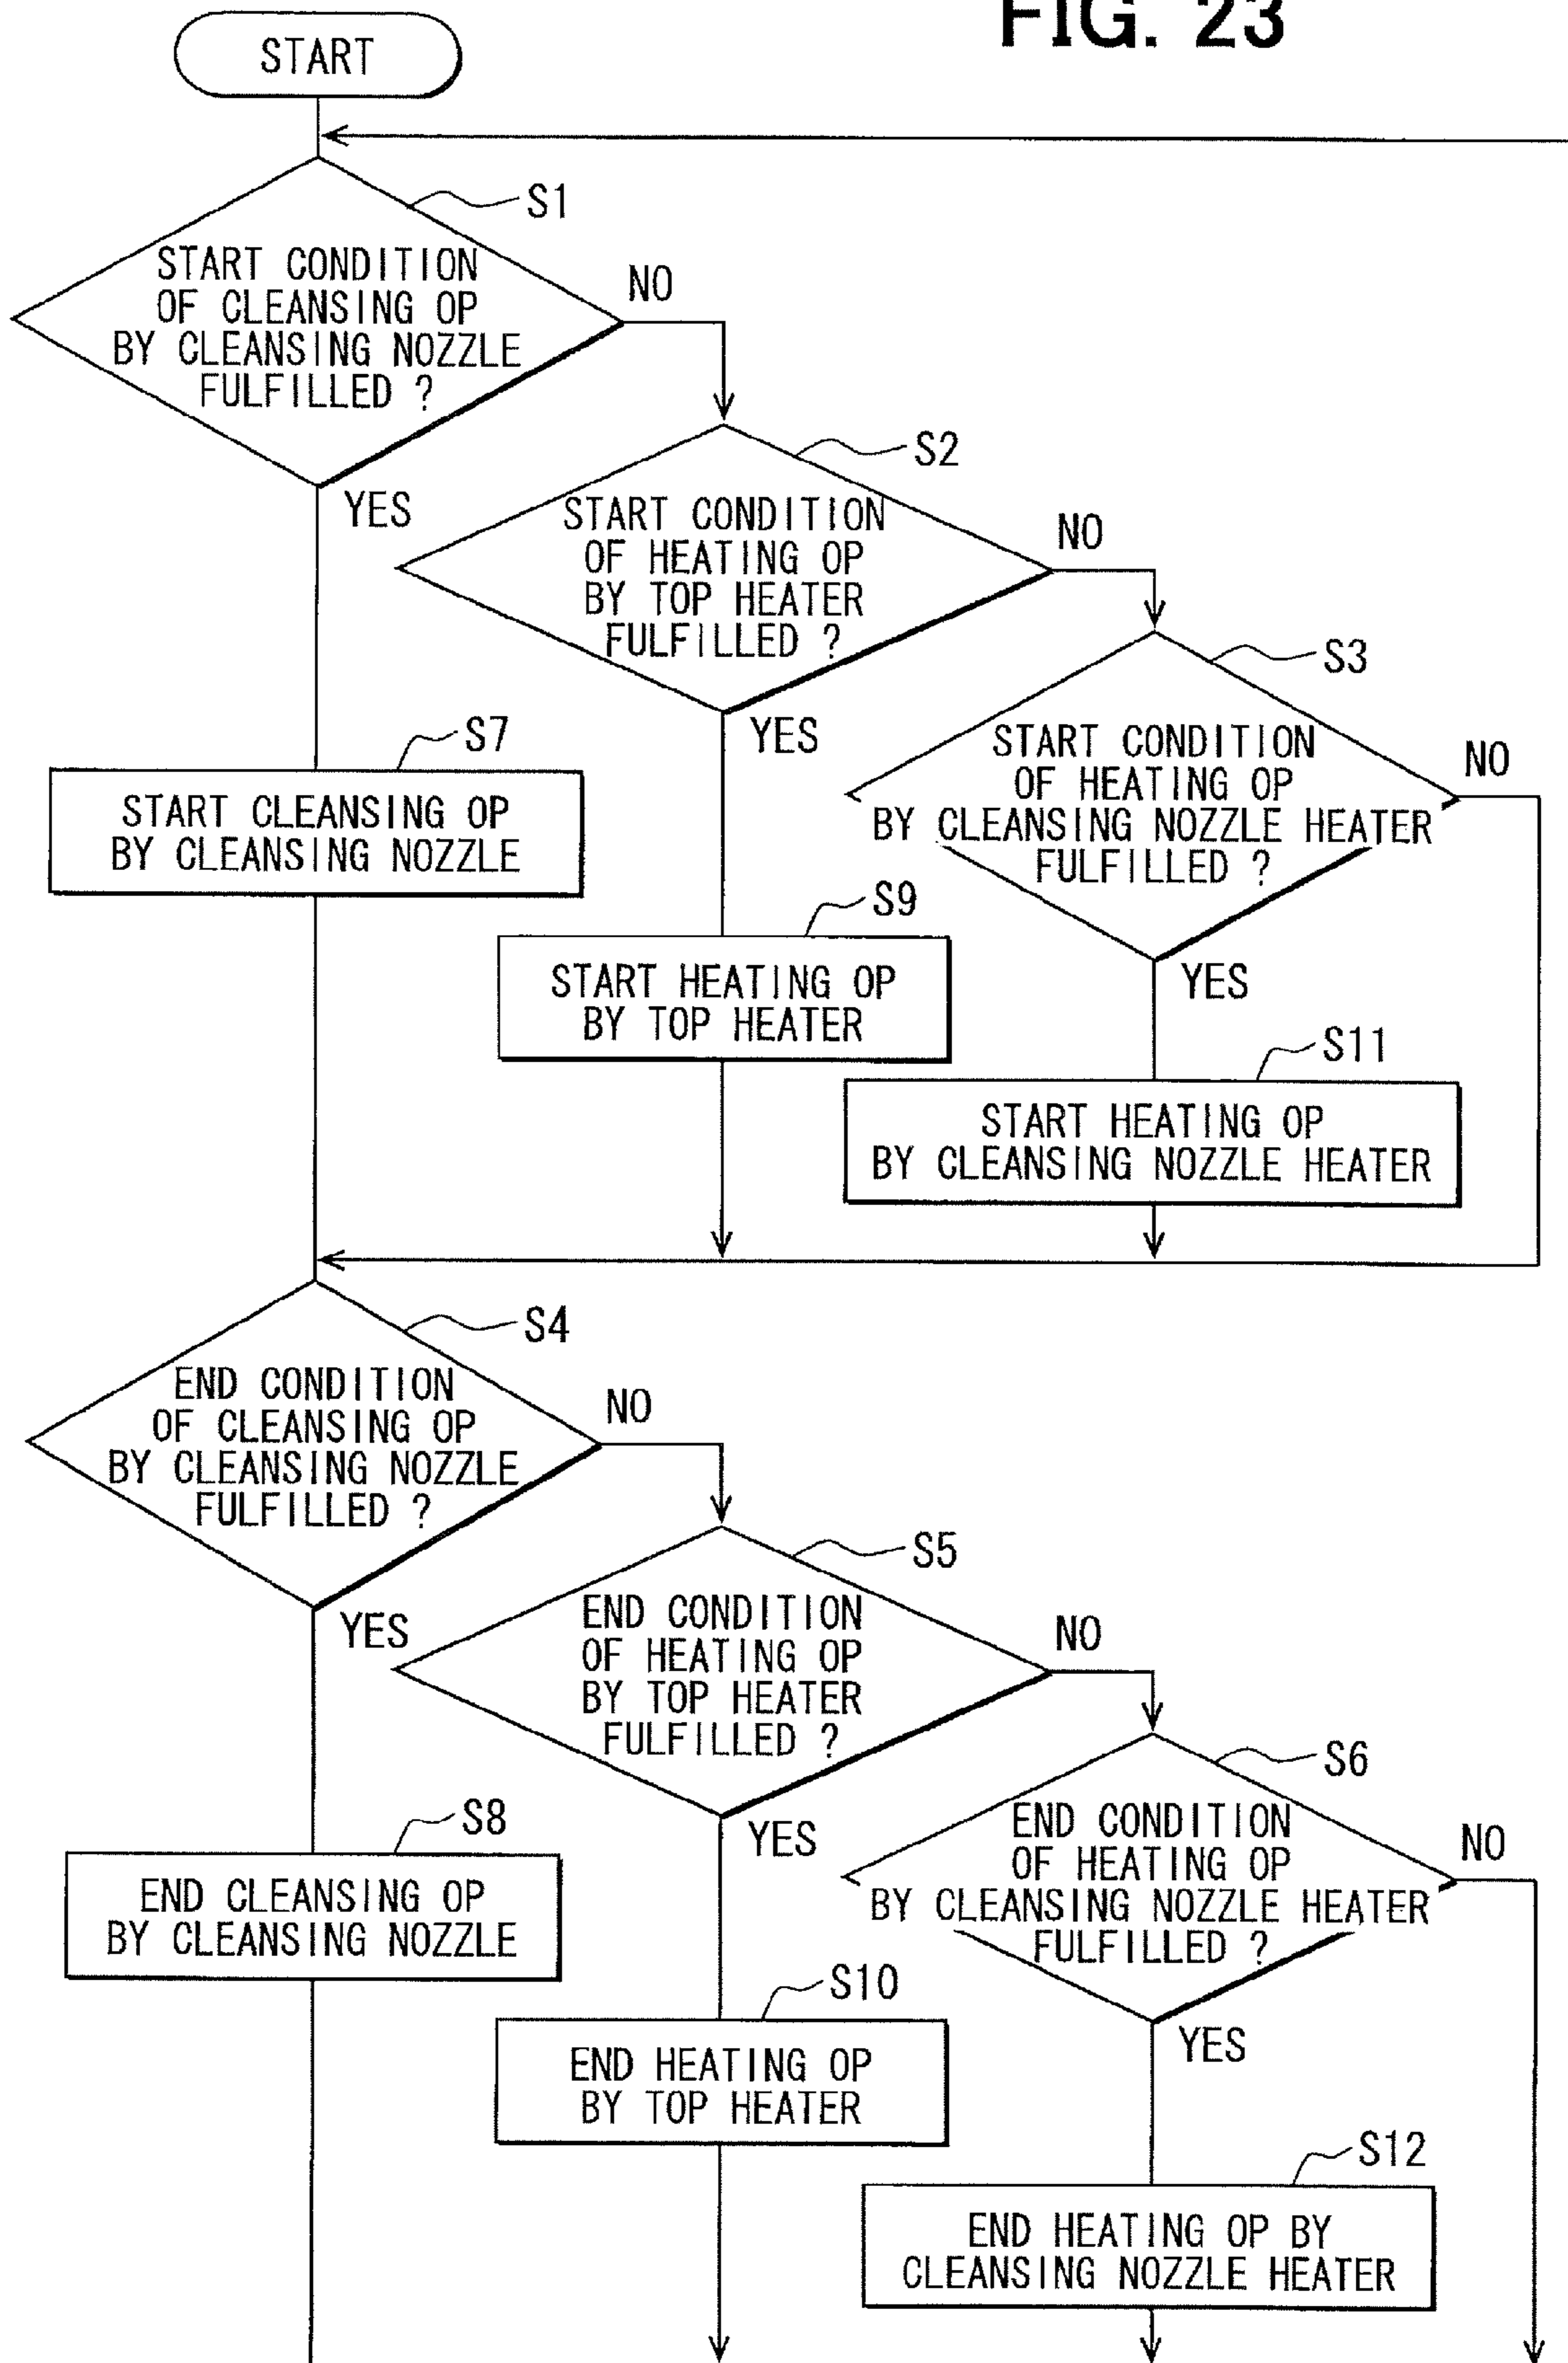 FIG. 23
START
S1
START CONDITION
OF CLEANSING OP
BY CLEANSING NOZZLE
FULFILLED ?
NO
YES
S2
START CONDITION
OF HEATING OP
BY TOP HEATER
FULFILLED ?
NO
YES
S3
START CONDITION
OF HEATING OP
BY CLEANSING NOZZLE HEATER
FULFILLED ?
NO
YES
S7
START CLEANSING OP
BY CLEANSING NOZZLE
S9
START HEATING OP
BY TOP HEATER
S11
START HEATING OP
BY CLEANSING NOZZLE HEATER
S4
END CONDITION
OF CLEANSING OP
BY CLEANSING NOZZLE
FULFILLED ?
NO
YES
S5
END CONDITION
OF HEATING OP
BY TOP HEATER
FULFILLED ?
NO
YES
S6
END CONDITION
OF HEATING OP
BY CLEANSING NOZZLE HEATER
FULFILLED ?
NO
YES
S8
END CLEANSING OP
BY CLEANSING NOZZLE
S10
END HEATING OP
BY TOP HEATER
S12
END HEATING OP BY
CLEANSING NOZZLE HEATER